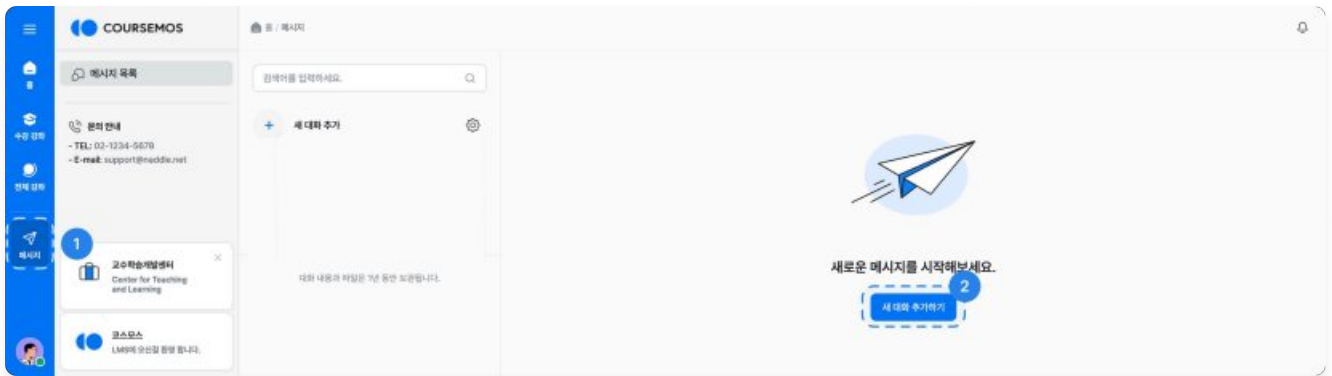 COURSEMOS
홈 / 메시지
홈
수강 강좌
전체 강좌
메시지
메시지 목록
문의 안내
- TEL: 02-1234-5678
- E-mail: support@neddie.net
1
교수학습개발센터
Center for Teaching
and Learning
코스모스
LMS에 오신걸 환영 합니다.
검색어를 입력하세요.
새 대화 추가
대화 내용과 파일은 1년 동안 보관됩니다.
새로운 메시지를 시작해보세요.
2
새 대화 추가하기